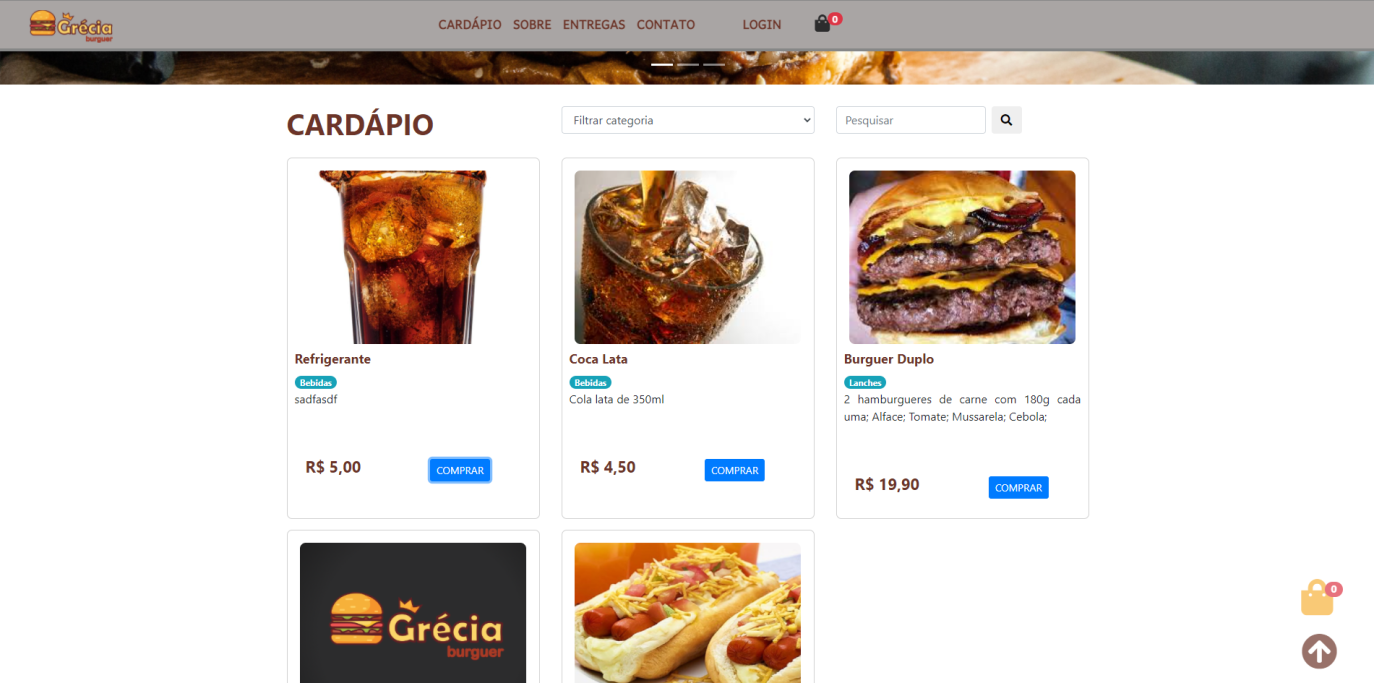 Grécia
burguer
CARDÁPIO SOBRE ENTREGAS CONTATO LOGIN 0
CARDÁPIO
Filtrar categoria
Pesquisar
Refrigerante
Bebidas
sadfasdf
R$ 5,00 COMPRAR
Coca Lata
Bebidas
Cola lata de 350ml
R$ 4,50 COMPRAR
Burguer Duplo
Lanches
2 hamburgueres de carne com 180g cada
uma; Alface; Tomate; Mussarela; Cebola;
R$ 19,90 COMPRAR
Grécia
burguer
0